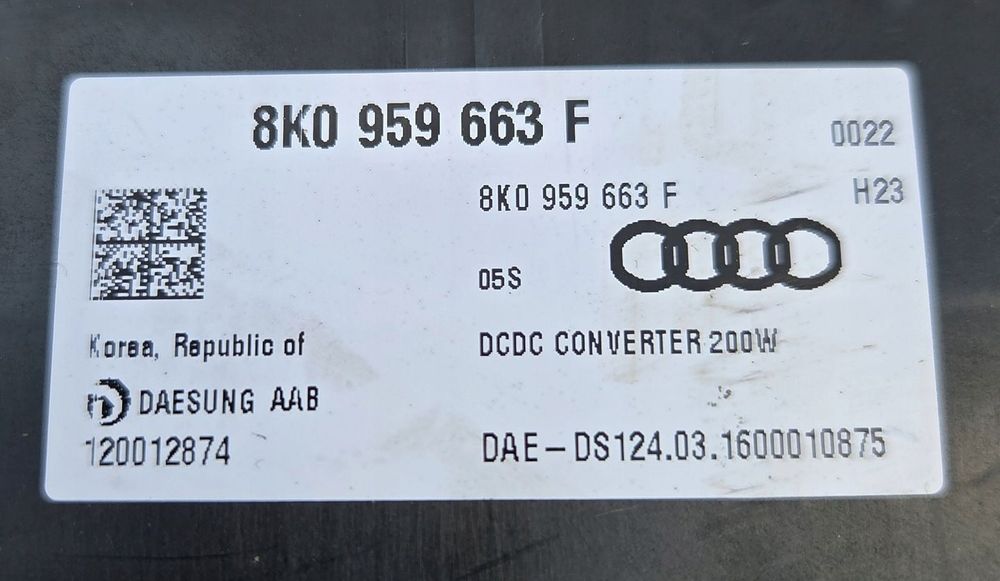 8K0 959 663 F
0022
8K0 959 663 F
H23
05S
Korea, Republic of
DCDC CONVERTER 200W
DAESUNG AAB
120012874
DAE-DS124.03.1600010875